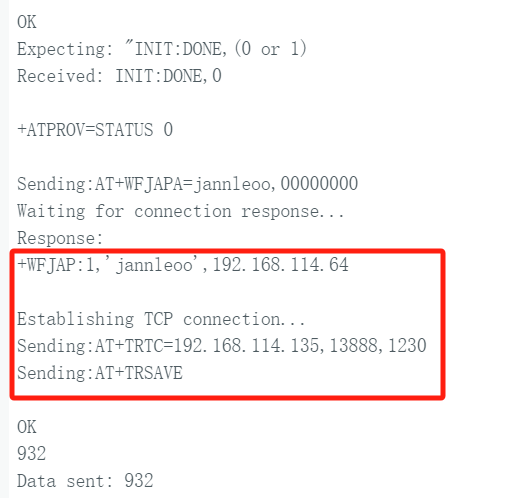 OK
Expecting: "INIT:DONE,(0 or 1)
Received: INIT:DONE,0
+ATPROV=STATUS 0
Sending:AT+WFJAPA=jannleoo,00000000
Waiting for connection response...
Response:
+WFJAP:1,'jannleoo',192.168.114.64
Establishing TCP connection...
Sending:AT+TRTC=192.168.114.135,13888,1230
Sending:AT+TRSAVE
OK
932
Data sent: 932